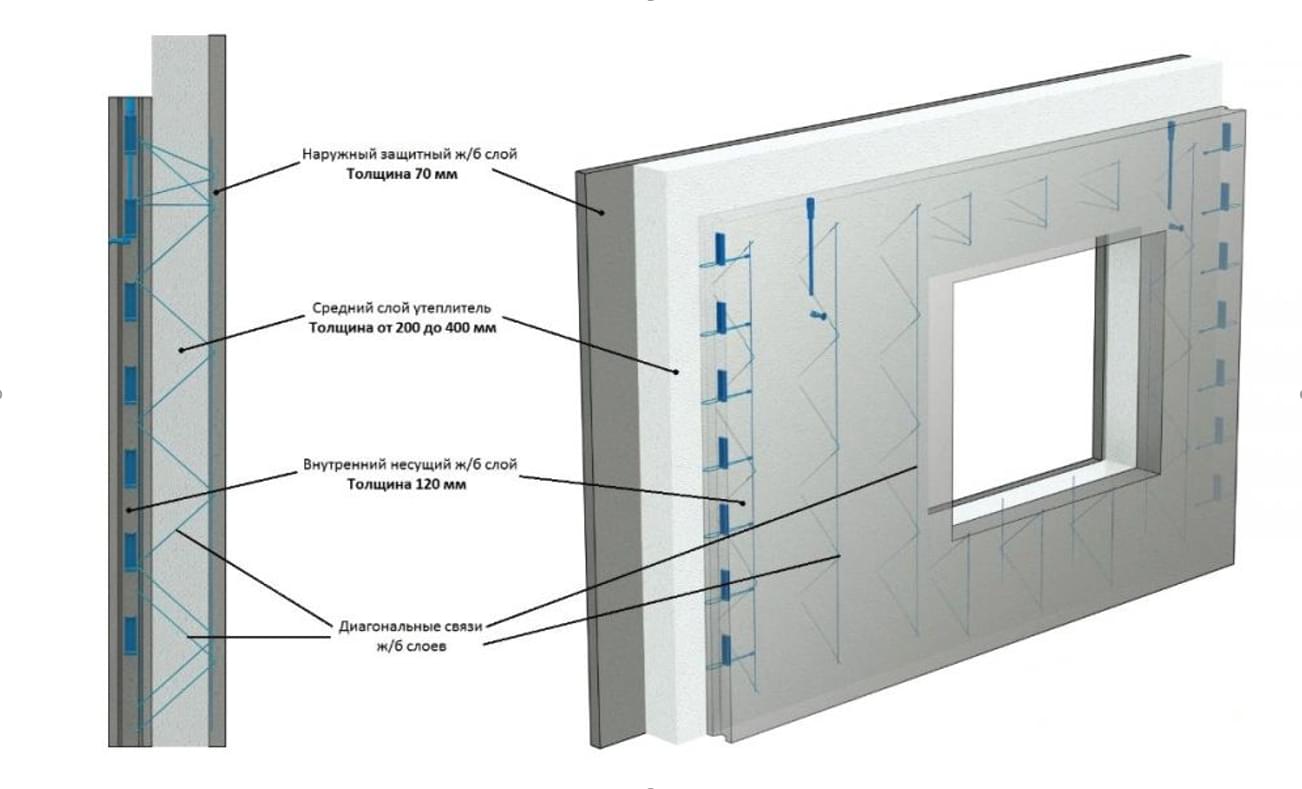 Наружный защитный ж/б слой
Толщина 70 мм
Средний слой утеплитель
Толщина от 200 до 400 мм
Внутренний несущий ж/б слой
Толщина 120 мм
Диагональные связи
ж/б слоев